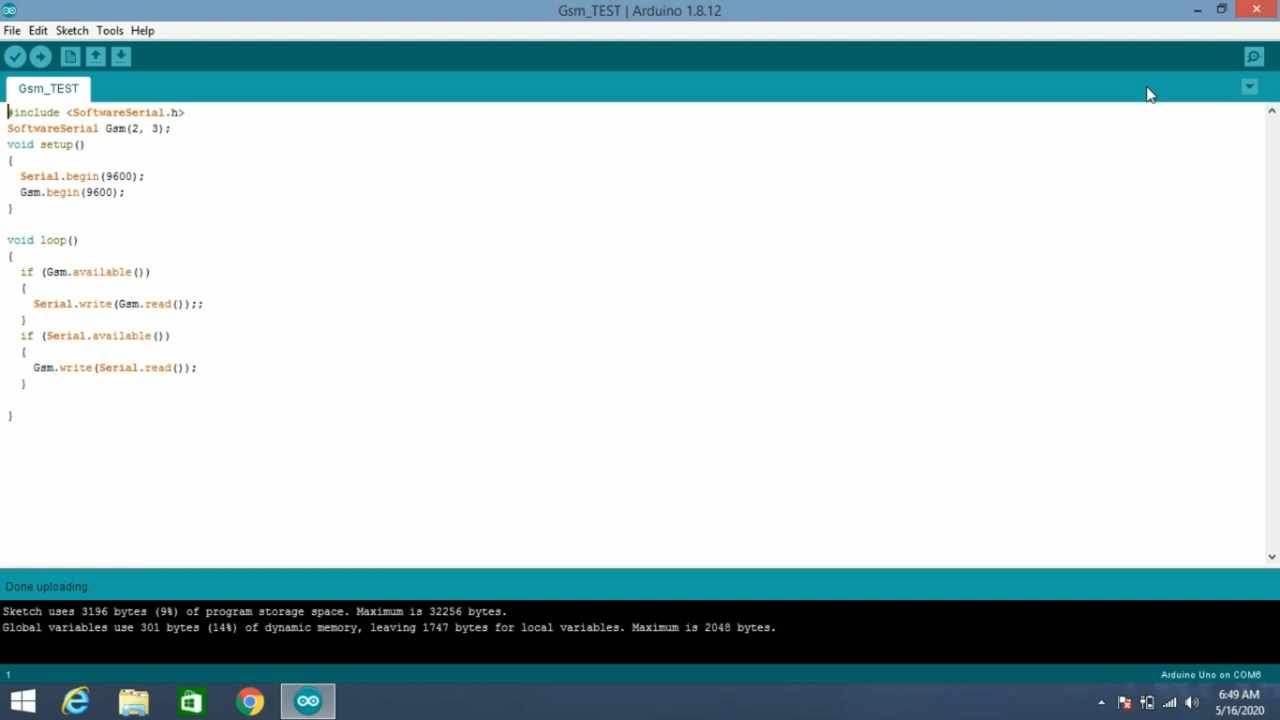 Gsm_TEST | Arduino 1.8.12
File Edit Sketch Tools Help
Gsm_TEST
#include <SoftwareSerial.h>
SoftwareSerial Gsm(2, 3);
void setup()
{
  Serial.begin(9600);
  Gsm.begin(9600);
}

void loop()
{
  if (Gsm.available())
  {
    Serial.write(Gsm.read());;
  }
  if (Serial.available())
  {
    Gsm.write(Serial.read());
  }

}
Done uploading.
Sketch uses 3196 bytes (9%) of program storage space. Maximum is 32256 bytes.
Global variables use 301 bytes (14%) of dynamic memory, leaving 1747 bytes for local variables. Maximum is 2048 bytes.
1
Arduino Uno on COM6
6:49 AM
5/16/2020